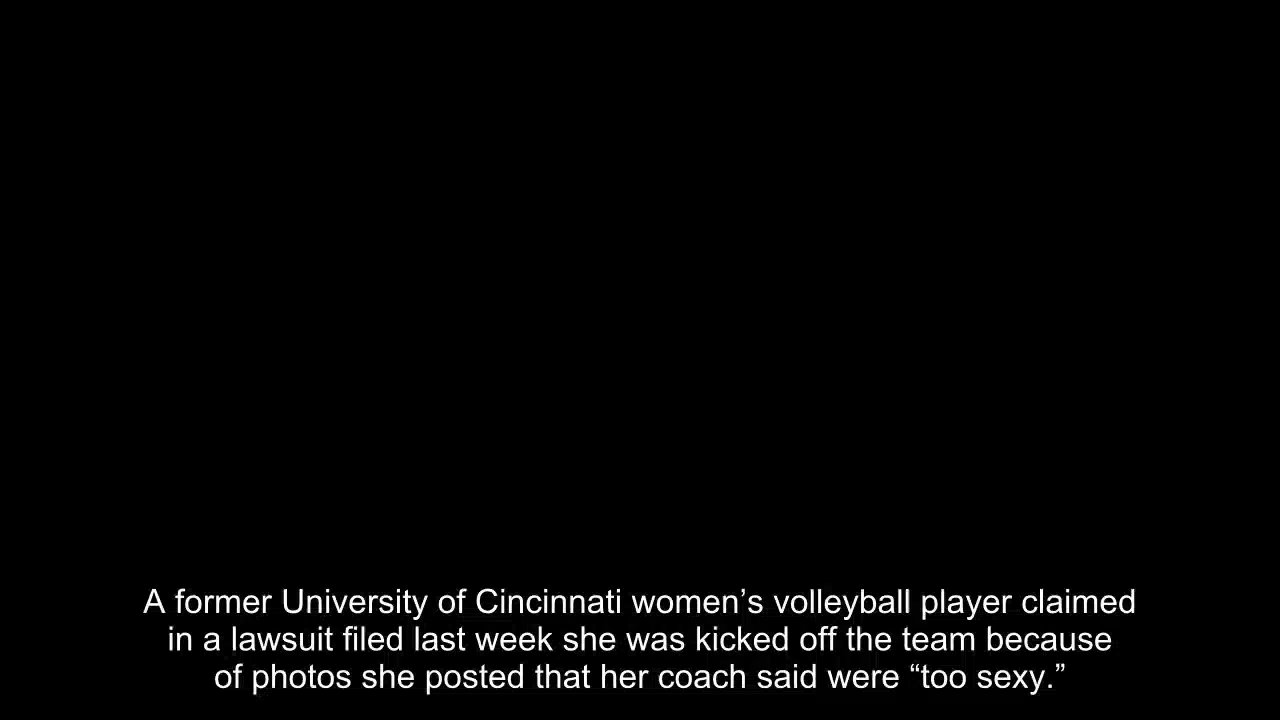 A former University of Cincinnati women’s volleyball player claimed
in a lawsuit filed last week she was kicked off the team because
of photos she posted that her coach said were “too sexy.”